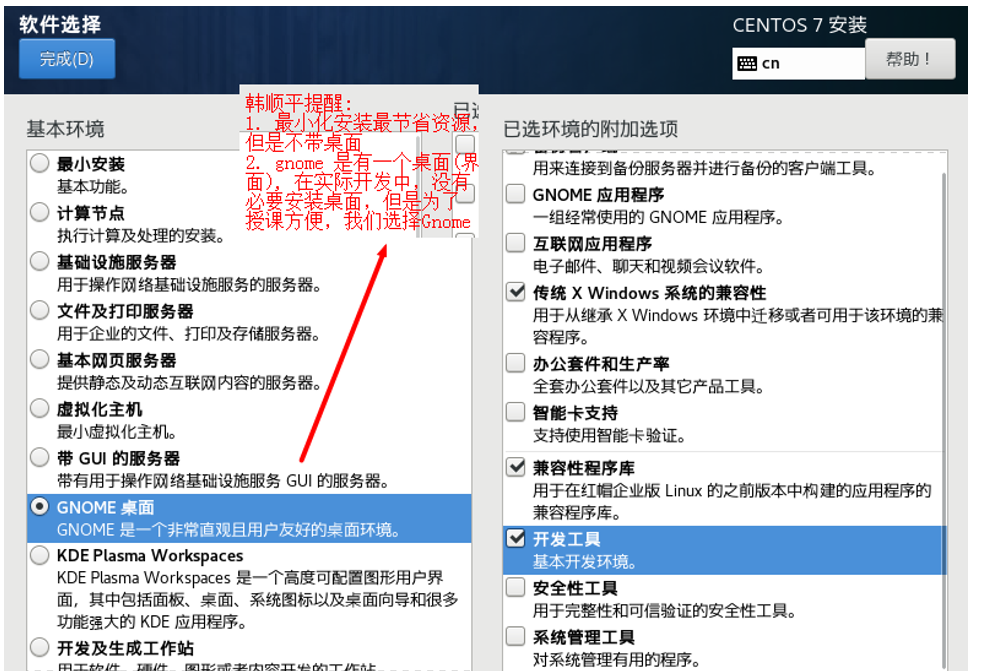 软件选择
完成(D)
CENTOS 7 安装
cn
帮助！
韩顺平提醒:
1. 最小化安装最节省资源,
但是不带桌面
2. gnome 是有一个桌面(界
面), 在实际开发中, 没有
必要安装桌面, 但是为了
授课方便, 我们选择Gnome
基本环境
最小安装
基本功能。
计算节点
执行计算及处理的安装。
基础设施服务器
用于操作网络基础设施服务的服务器。
文件及打印服务器
用于企业的文件、打印及存储服务器。
基本网页服务器
提供静态及动态互联网内容的服务器。
虚拟化主机
最小虚拟化主机。
带 GUI 的服务器
带有用于操作网络基础设施服务 GUI 的服务器。
GNOME 桌面
GNOME 是一个非常直观且用户友好的桌面环境。
KDE Plasma Workspaces
KDE Plasma Workspaces 是一个高度可配置图形用户界
面，其中包括面板、桌面、系统图标以及桌面向导和很多
功能强大的 KDE 应用程序。
开发及生成工作站
用于软件、硬件、图形或者内容开发的工作站。
已选环境的附加选项
备份客户端
用来连接到备份服务器并进行备份的客户端工具。
GNOME 应用程序
一组经常使用的 GNOME 应用程序。
互联网应用程序
电子邮件、聊天和视频会议软件。
传统 X Windows 系统的兼容性
用于从继承 X Windows 环境中迁移或者可用于该环境的兼
容程序。
办公套件和生产率
全套办公套件以及其它产品工具。
智能卡支持
支持使用智能卡验证。
兼容性程序库
用于在红帽企业版 Linux 的之前版本中构建的应用程序的
兼容程序库。
开发工具
基本开发环境。
安全性工具
用于完整性和可信验证的安全性工具。
系统管理工具
对系统管理有用的程序。